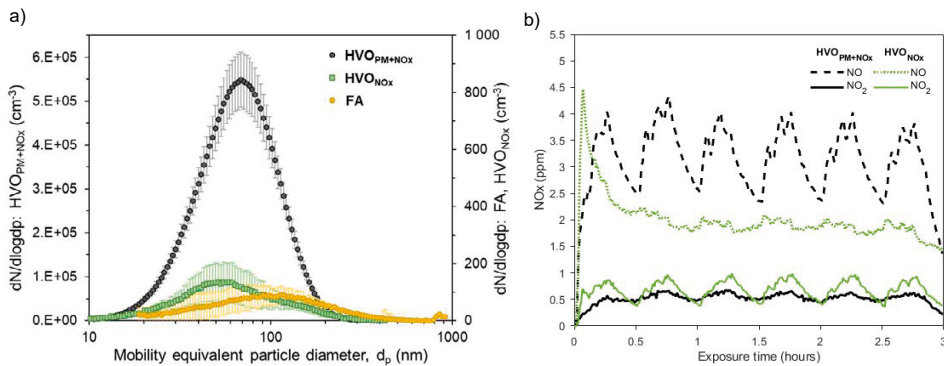 a)
dN/dlogdp: HVOPM+NOx (cm-3)
6.E+05
5.E+05
4.E+05
3.E+05
2.E+05
1.E+05
0.E+00
10
100
1000
Mobility equivalent particle diameter, dp (nm)
HVOPM+NOx
HVONOx
FA
1 000
800
600
400
200
0
dN/dlogdp: FA, HVONOx (cm-3)
b)
NOx (ppm)
5.5
5
4.5
4
3.5
3
2.5
2
1.5
1
0.5
0
0
0.5
1
1.5
2
2.5
3
Exposure time (hours)
HVOPM+NOx HVONOx
NO NO
NO2 NO2